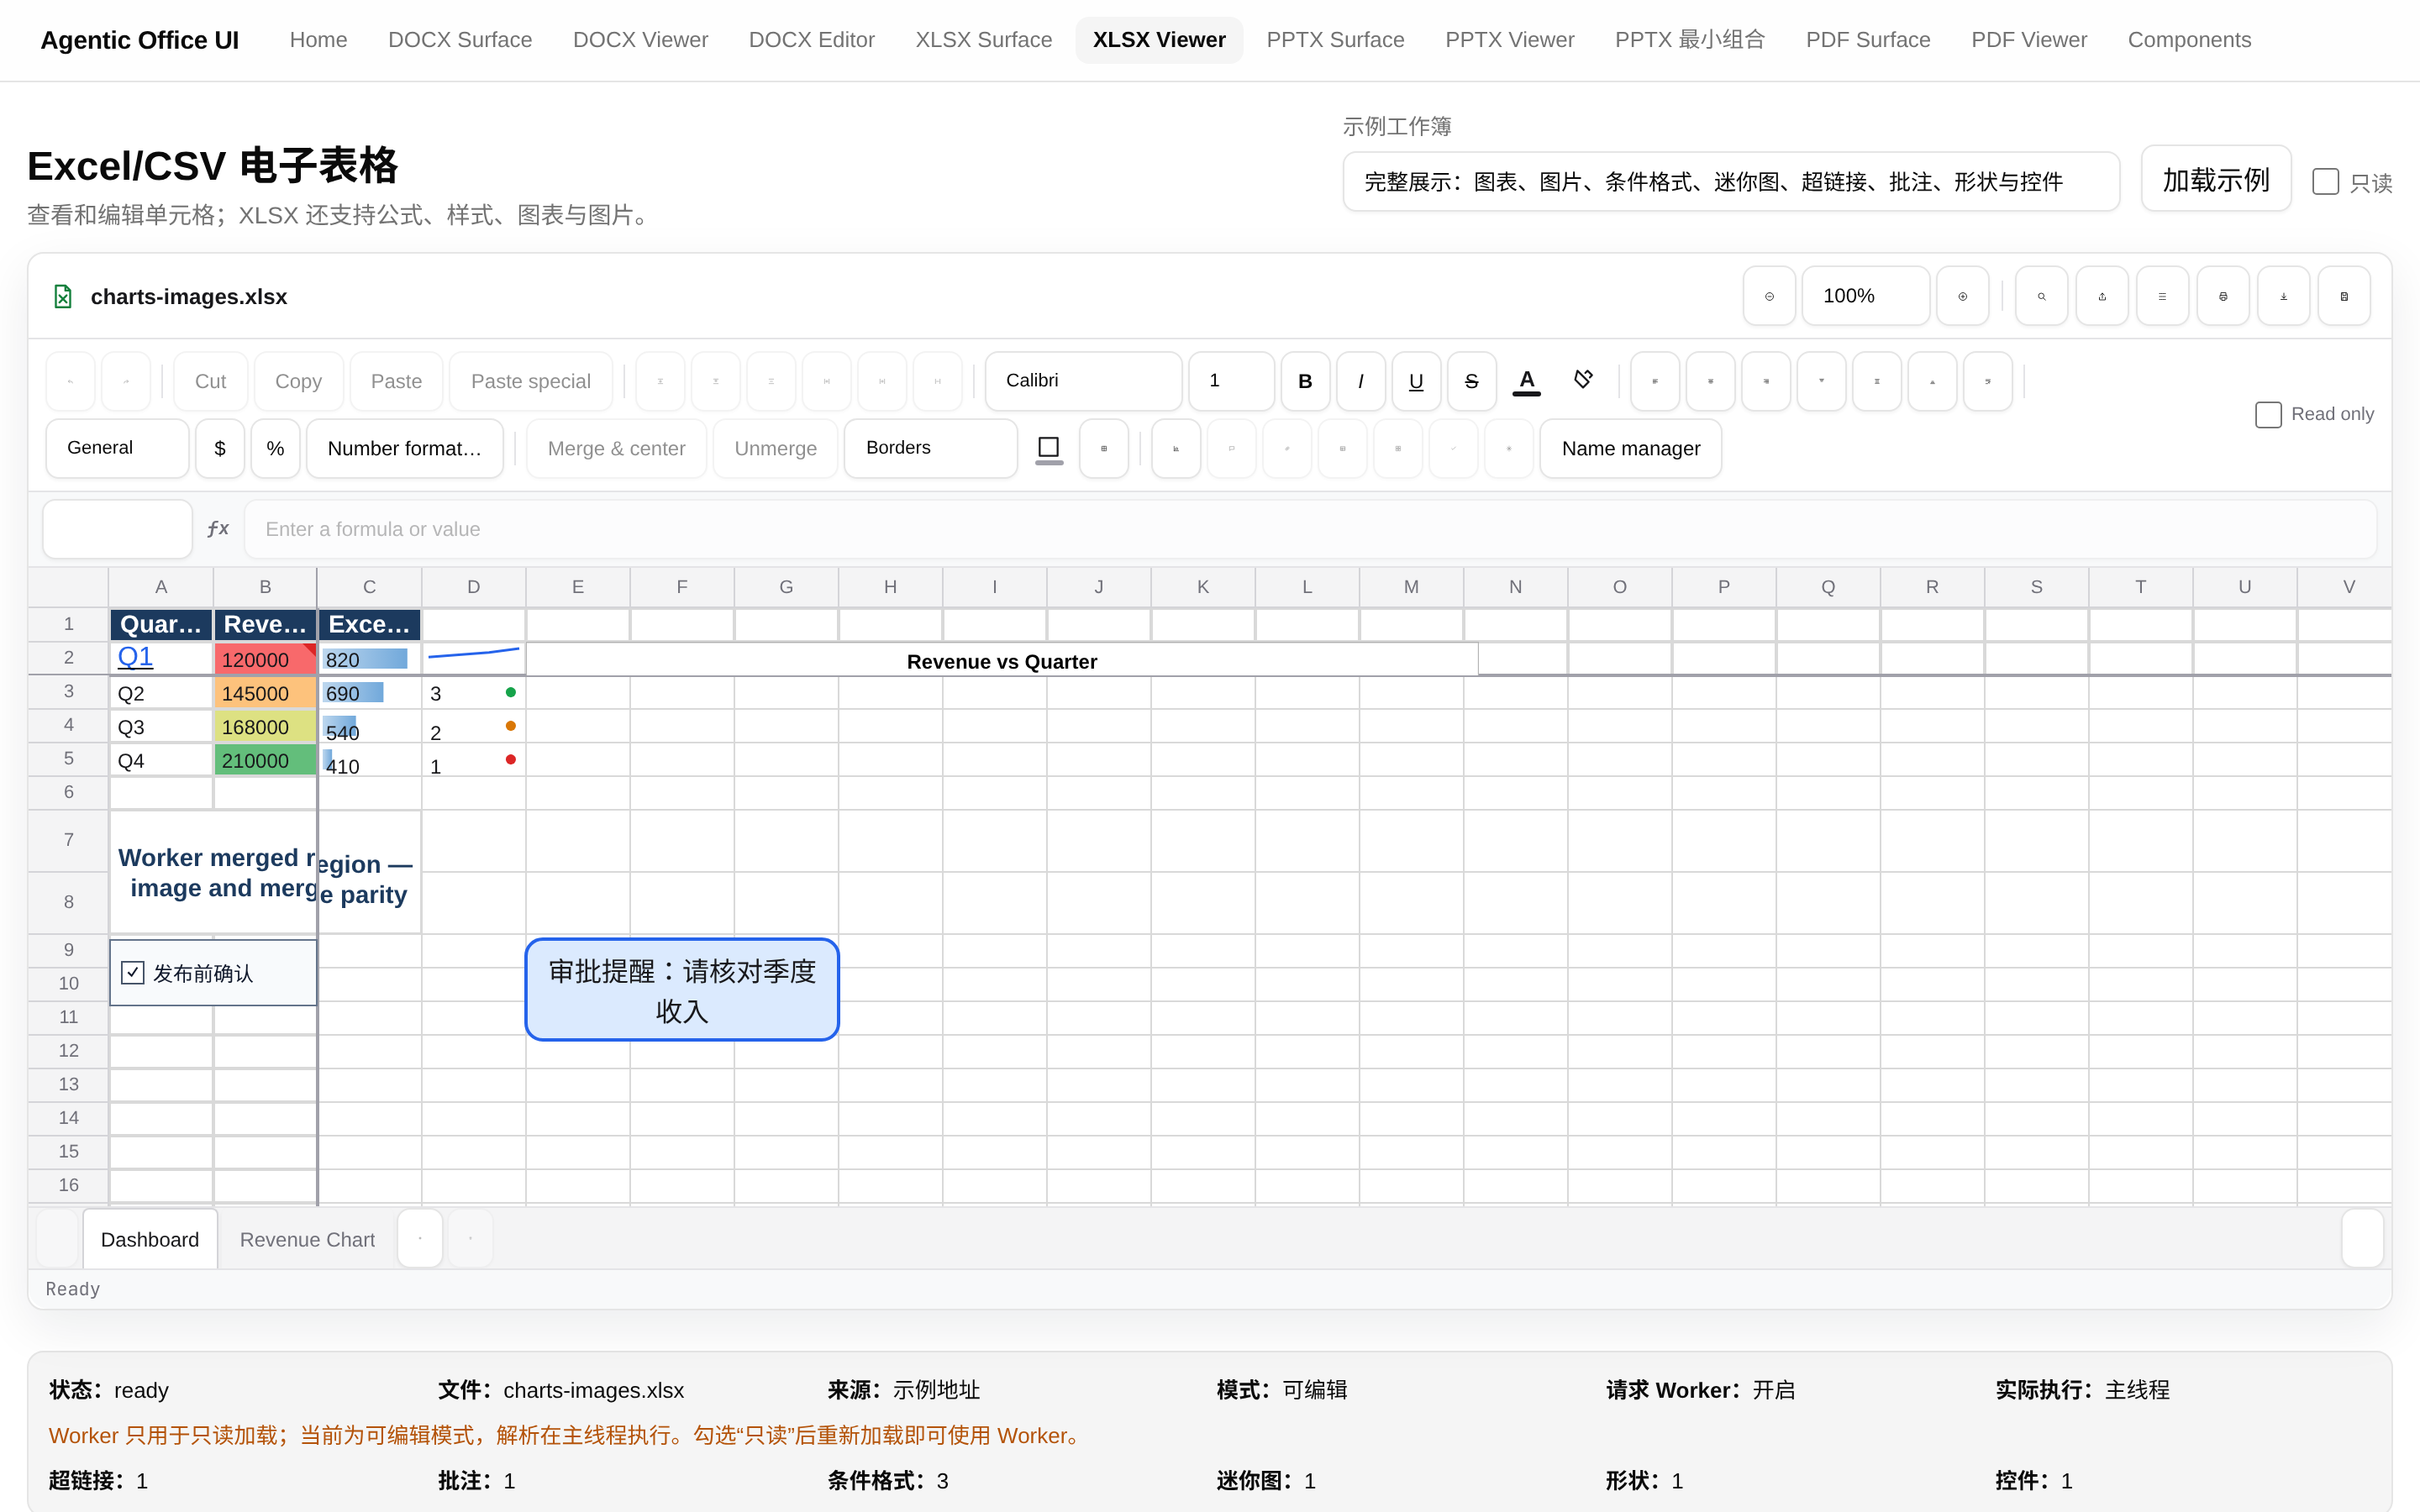 Agentic Office UI Home DOCX Surface DOCX Viewer DOCX Editor XLSX Surface XLSX Viewer PPTX Surface PPTX Viewer PPTX 最小组合 PDF Surface PDF Viewer Components
示例工作簿
Excel/CSV 电子表格
完整展示：图表、图片、条件格式、迷你图、超链接、批注、形状与控件 加载示例 只读
查看和编辑单元格；XLSX 还支持公式、样式、图表与图片。
charts-images.xlsx 100%
Cut Copy Paste Paste special Calibri 1 B I U S A
Read only
General $ % Number format… Merge & center Unmerge Borders Name manager
ƒx Enter a formula or value
A B C D E F G H I J K L M N O P Q R S T U V
1 Quar… Reve… Exce…
2 Q1 120000 820 Revenue vs Quarter
3 Q2 145000 690 3
4 Q3 168000 540 2
5 Q4 210000 410 1
6
7
Worker merged region —
image and merge parity
8
9
发布前确认
审批提醒：请核对季度
收入
10
11
12
13
14
15
16
Dashboard Revenue Chart
Ready
状态：ready 文件：charts-images.xlsx 来源：示例地址 模式：可编辑 请求 Worker：开启 实际执行：主线程
Worker 只用于只读加载；当前为可编辑模式，解析在主线程执行。勾选“只读”后重新加载即可使用 Worker。
超链接：1 批注：1 条件格式：3 迷你图：1 形状：1 控件：1